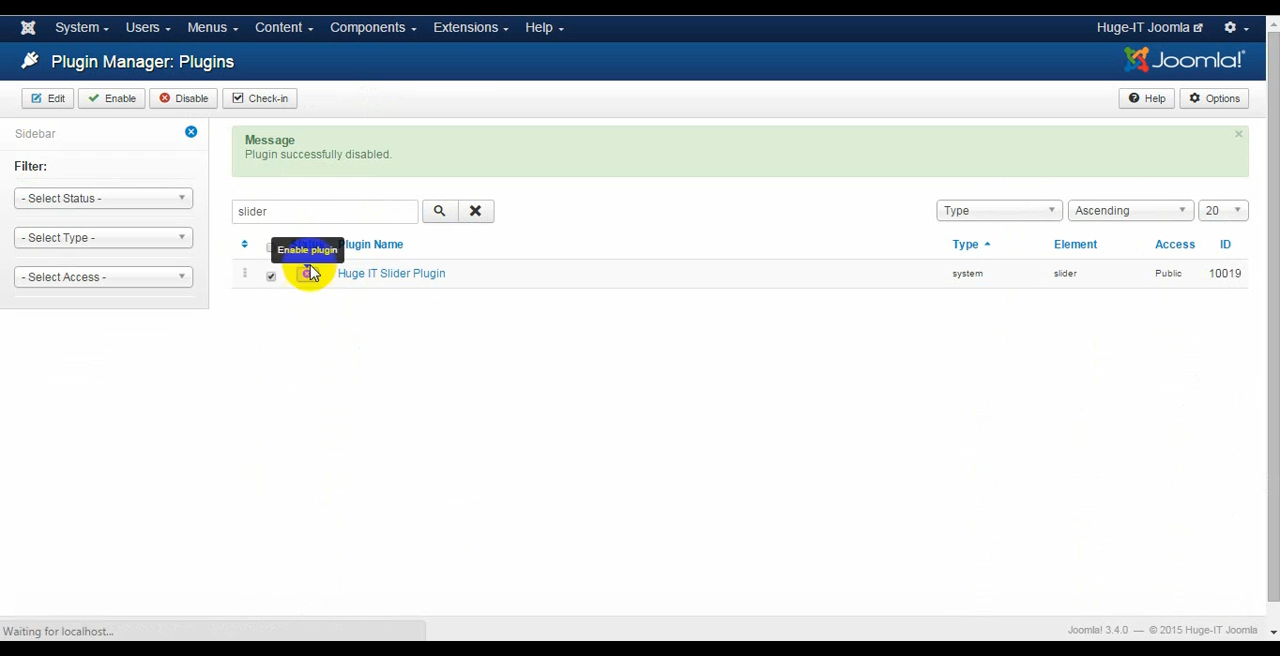 System Users Menus Content Components Extensions Help Huge-IT Joomla
Plugin Manager: Plugins Joomla!®
Edit Enable Disable Check-in Help Options
Sidebar
Filter:
- Select Status -
- Select Type -
- Select Access -
Message
Plugin successfully disabled.
slider Type Ascending 20
Enable plugin
Plugin Name Type Element Access ID
Huge IT Slider Plugin system slider Public 10019
Waiting for localhost...
Joomla! 3.4.0 — © 2015 Huge-IT Joomla